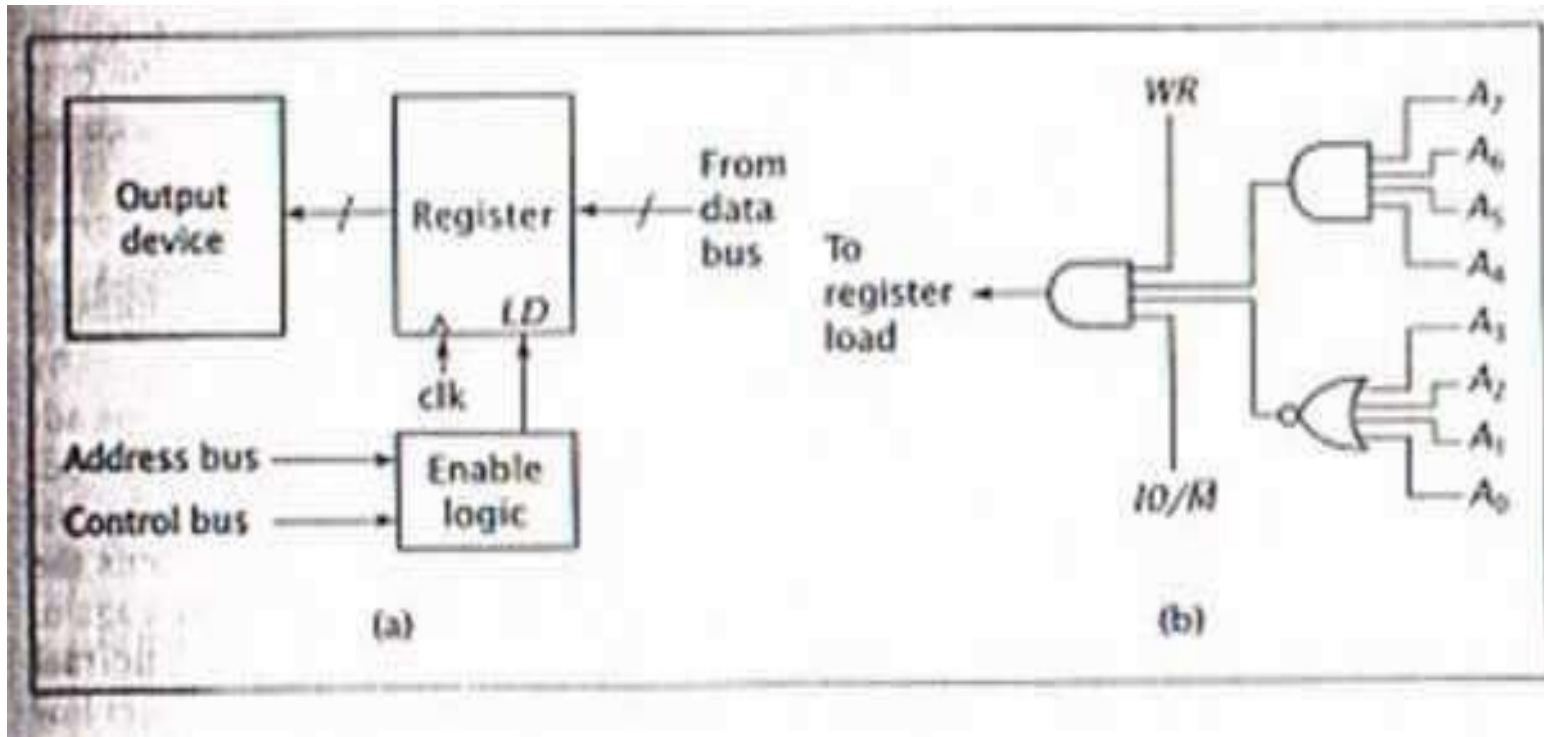 Output
device
Register
LD
clk
From
data
bus
Address bus
Control bus
Enable
logic
(a)
WR
To
register
load
IO/M̅
A₇
A₆
A₅
A₄
A₃
A₂
A₁
A₀
(b)